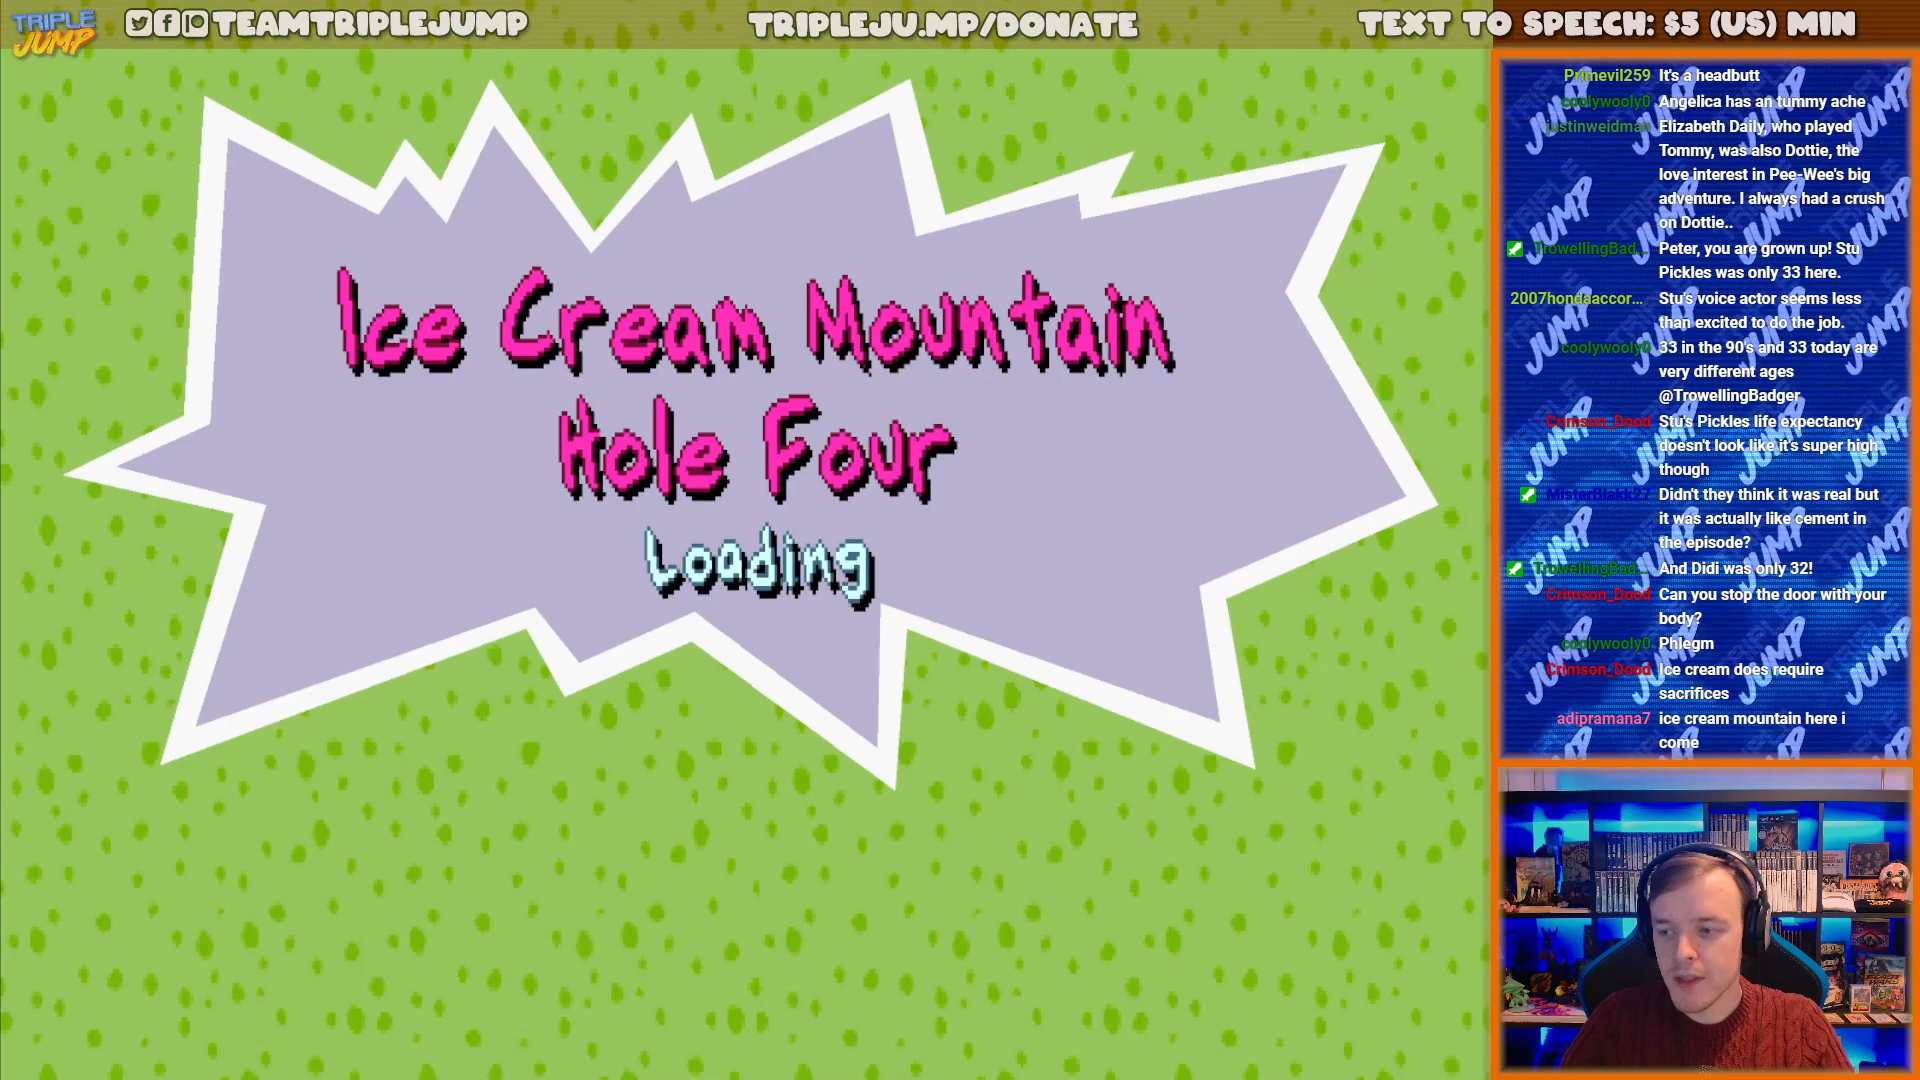 TRIPLE
JUMP
TEAMTRIPLEJUMP
TRIPLEJU.MP/DONATE
TEXT TO SPEECH: $5 (US) MIN
Ice Cream Mountain
Hole Four
Loading
Primevil259 It's a headbutt
coolywooly0 Angelica has an tummy ache
justinweidman Elizabeth Daily, who played
Tommy, was also Dottie, the
love interest in Pee-Wee's big
adventure. I always had a crush
on Dottie..
TrowellingBad... Peter, you are grown up! Stu
Pickles was only 33 here.
2007hondaaccor... Stu's voice actor seems less
than excited to do the job.
coolywooly0 33 in the 90's and 33 today are
very different ages
@TrowellingBadger
Crimson_Dood Stu's Pickles life expectancy
doesn't look like it's super high
though
Didn't they think it was real but
it was actually like cement in
the episode?
TrowellingBad... And Didi was only 32!
Crimson_Dood Can you stop the door with your
body?
coolywooly0 Phlegm
Crimson_Dood Ice cream does require
sacrifices
adipramana7 ice cream mountain here i
come